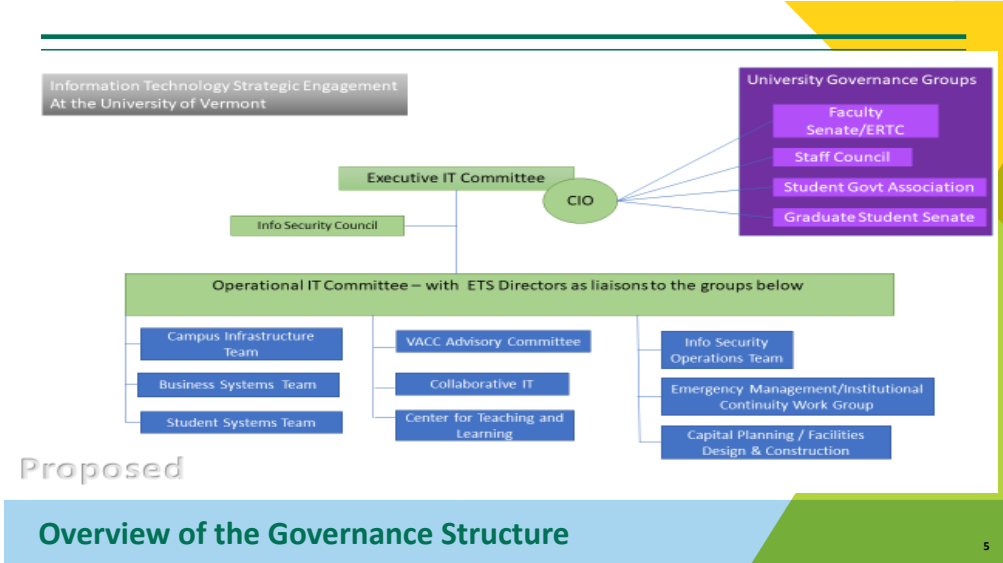 Information Technology Strategic Engagement
At the University of Vermont
University Governance Groups
Faculty
Senate/ERTC
Staff Council
Student Govt Association
Graduate Student Senate
Executive IT Committee
CIO
Info Security Council
Operational IT Committee – with ETS Directors as liaisons to the groups below
Campus Infrastructure
Team
Business Systems Team
Student Systems Team
VACC Advisory Committee
Collaborative IT
Center for Teaching and
Learning
Info Security
Operations Team
Emergency Management/Institutional
Continuity Work Group
Capital Planning / Facilities
Design & Construction
Proposed
Overview of the Governance Structure
5